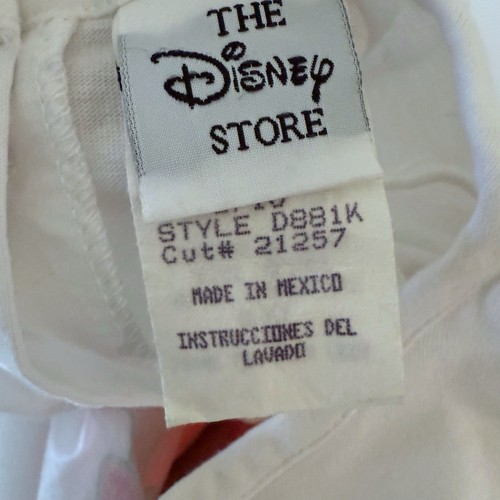 THE
Disney
STORE
STYLE D881K
Cut# 21257
MADE IN MEXICO
INSTRUCCIONES DEL
LAVADO